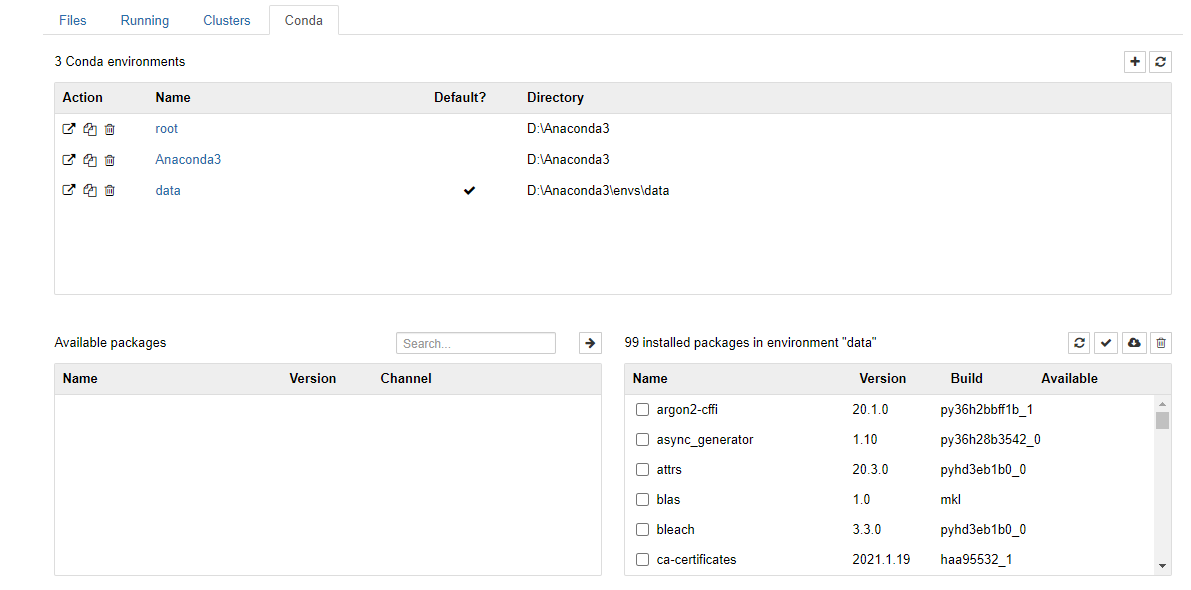 Files Running Clusters Conda
3 Conda environments
Action Name Default? Directory
root D:\Anaconda3
Anaconda3 D:\Anaconda3
data D:\Anaconda3\envs\data
Available packages Search...
Name Version Channel
99 installed packages in environment "data"
Name Version Build Available
argon2-cffi 20.1.0 py36h2bbff1b_1
async_generator 1.10 py36h28b3542_0
attrs 20.3.0 pyhd3eb1b0_0
blas 1.0 mkl
bleach 3.3.0 pyhd3eb1b0_0
ca-certificates 2021.1.19 haa95532_1